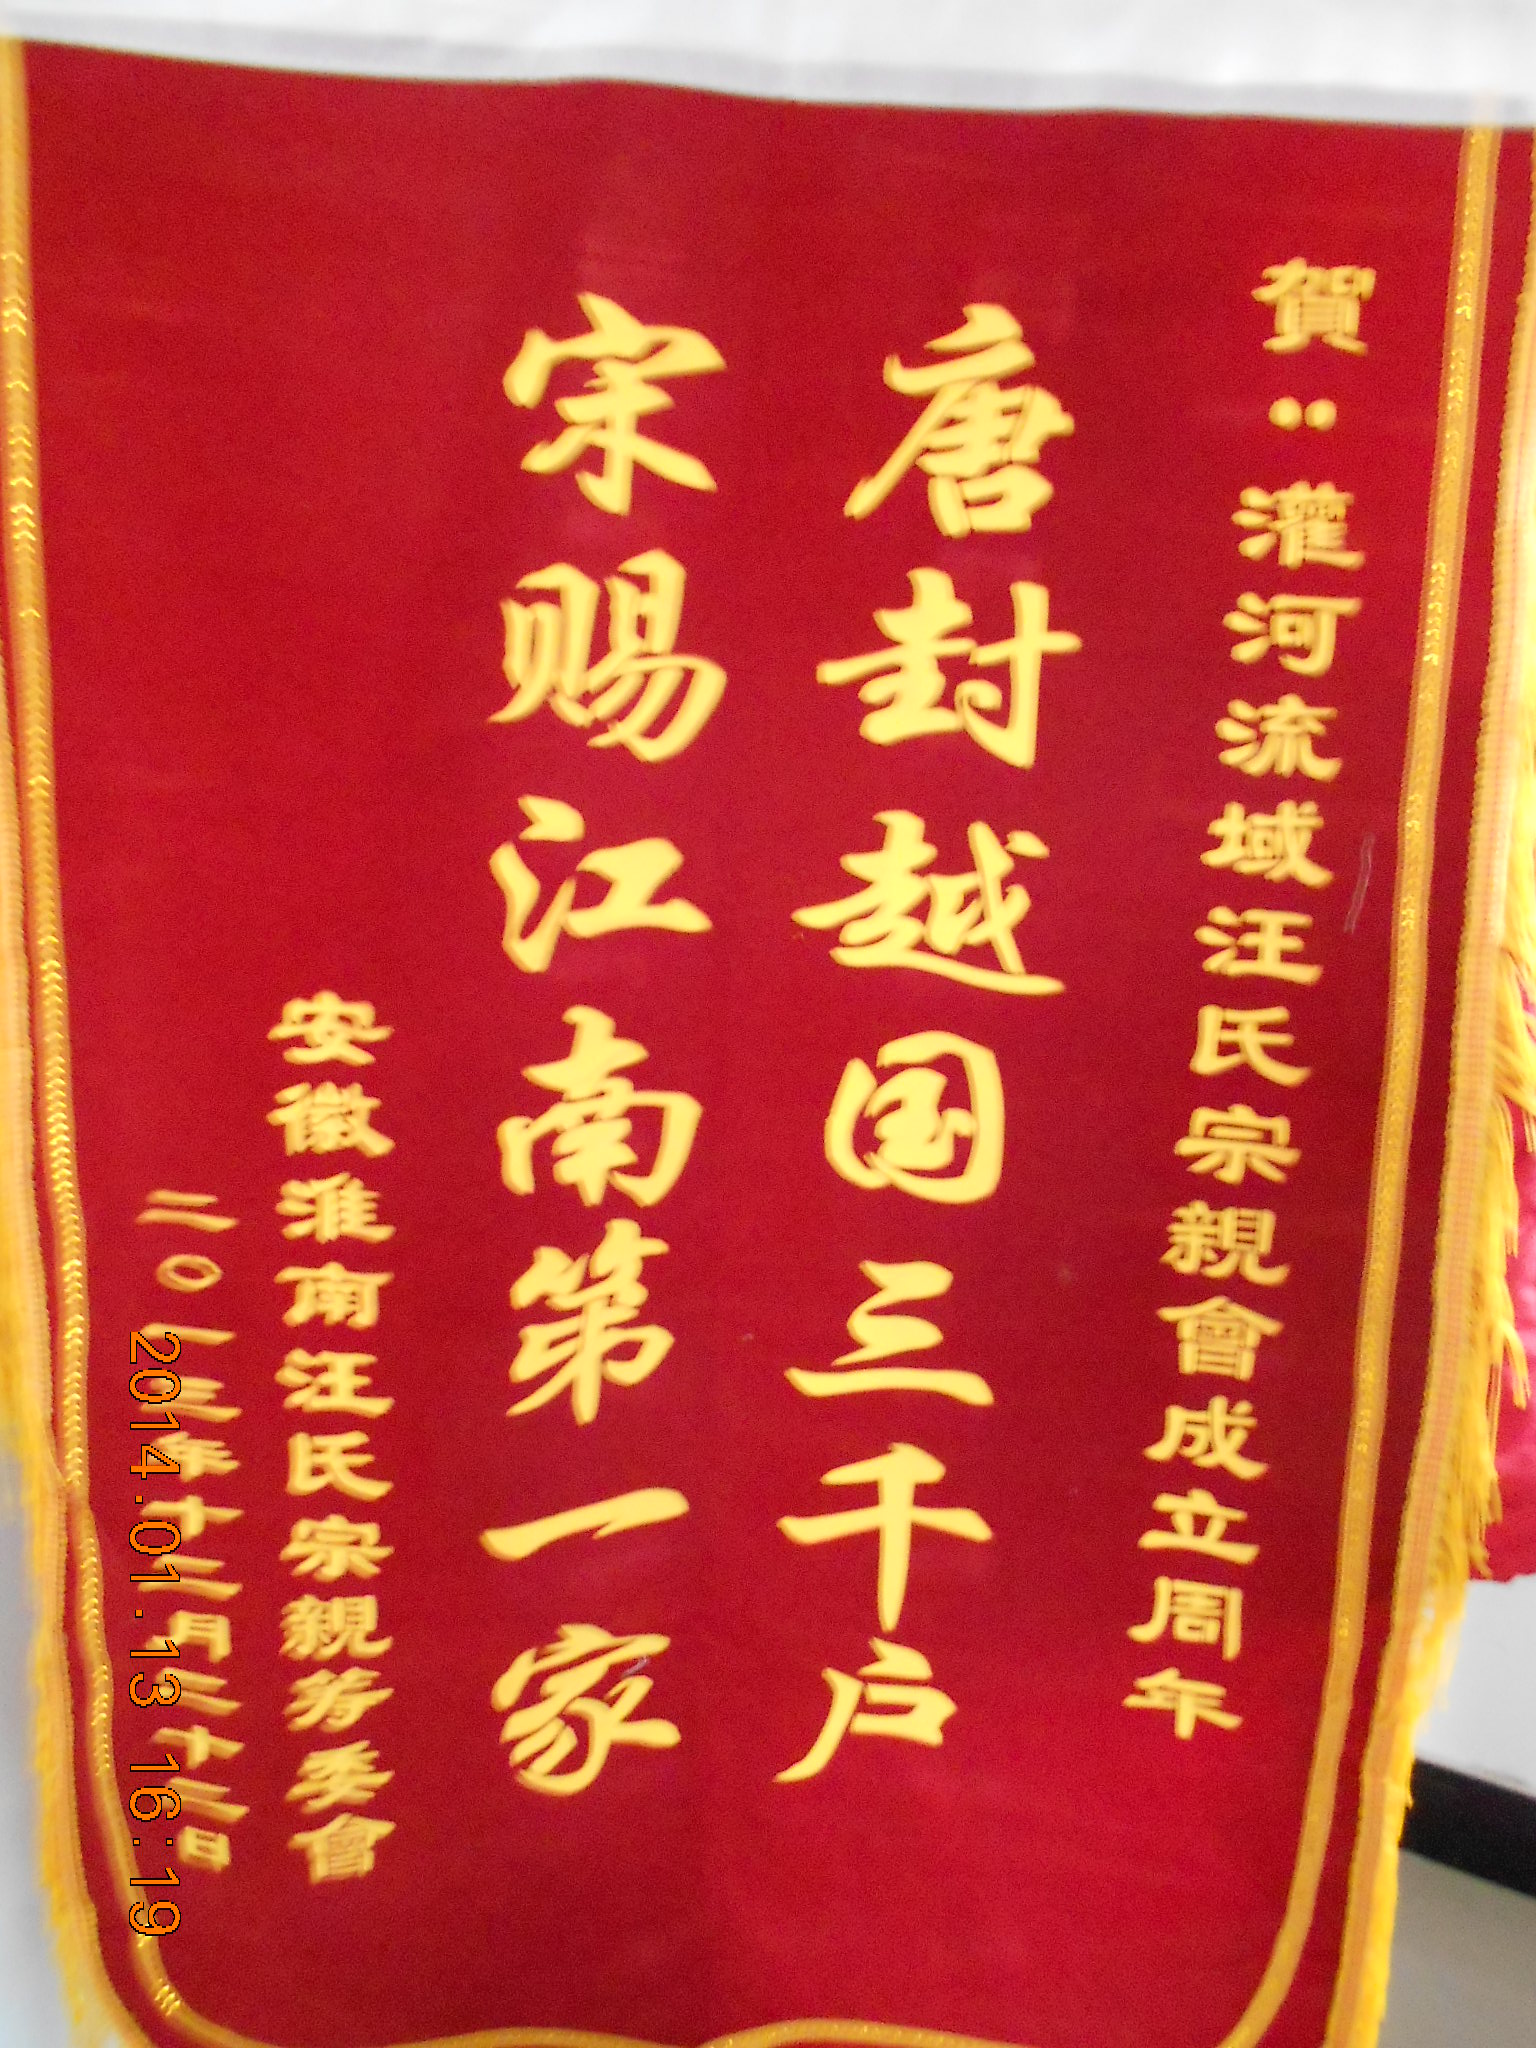 賀：灌河流域汪氏宗親會成立周年
唐封越国三千户
宋赐江南第一家
安徽淮南汪氏宗親筹委會
二〇一三年十二月二十二日
2014.01.13 16:19